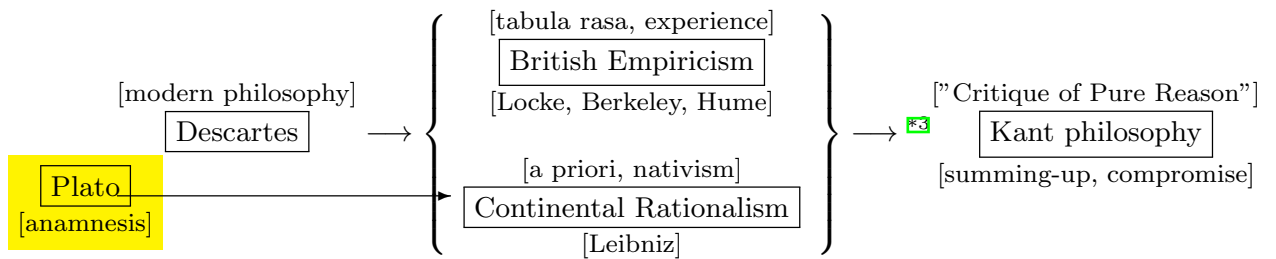 [tabula rasa, experience]
British Empiricism
[Locke, Berkeley, Hume]
[modern philosophy]
Descartes
Plato
[anamnesis]
[a priori, nativism]
Continental Rationalism
[Leibniz]
*3
["Critique of Pure Reason"]
Kant philosophy
[summing-up, compromise]